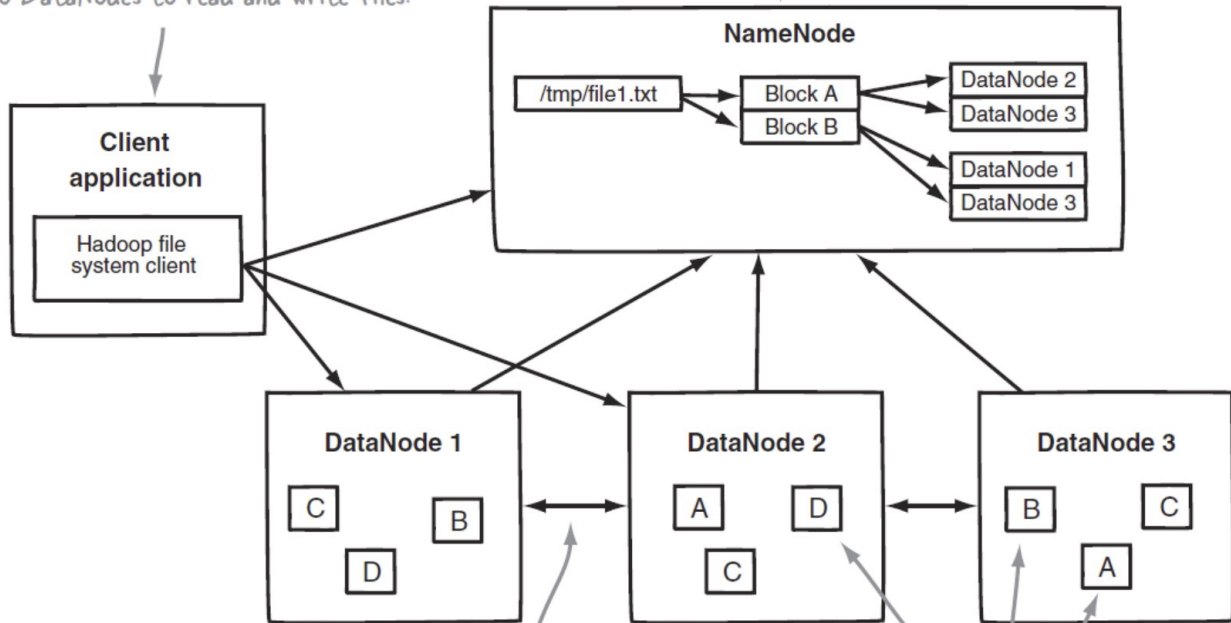 DataNodes to read and write files.
NameNode
/tmp/file1.txt
Block A
Block B
DataNode 2
DataNode 3
DataNode 1
DataNode 3
Client
application
Hadoop file
system client
DataNode 1
C
B
D
DataNode 2
A
D
C
DataNode 3
B
C
A